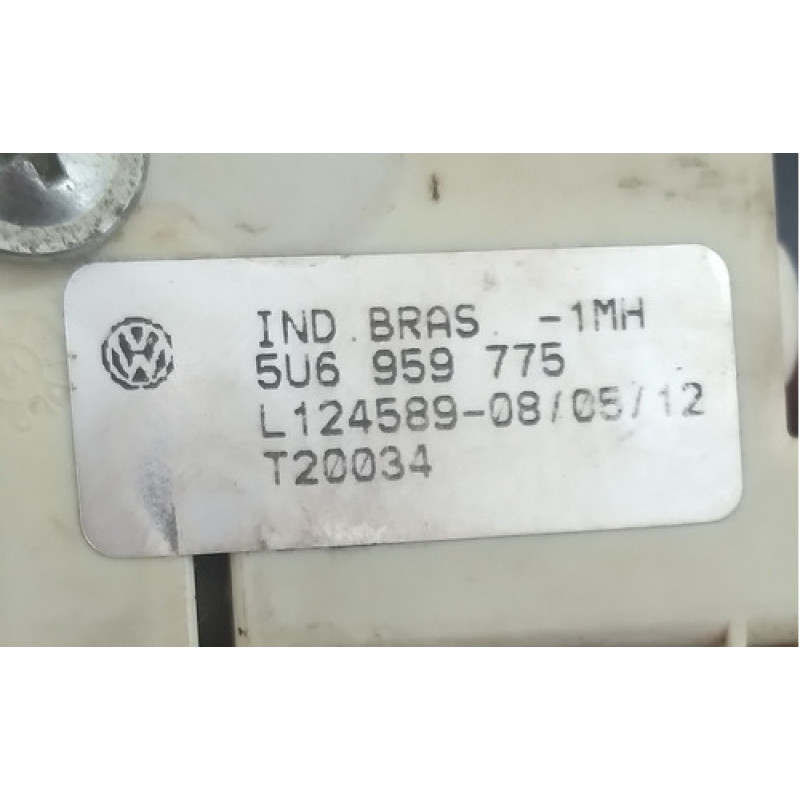 IND.BRAS. -1MH
5U6 959 775
L124589-08/05/12
T20034